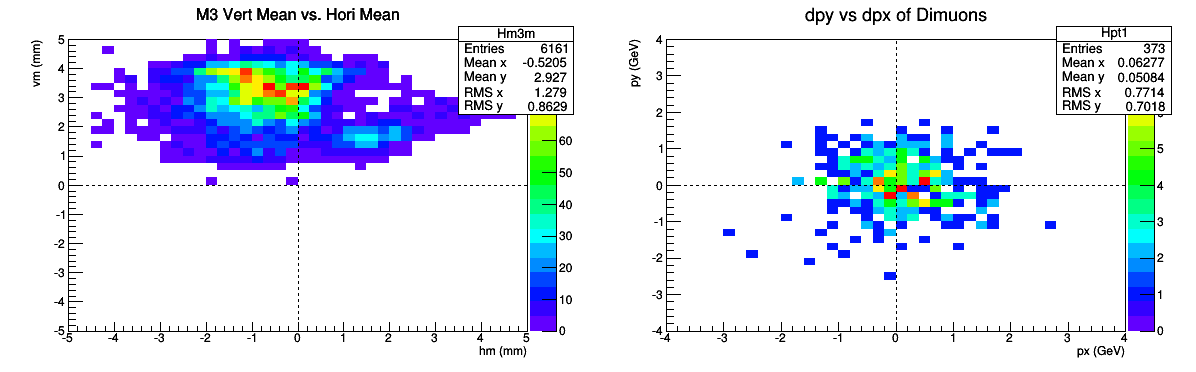 M3 Vert Mean vs. Hori Mean
vm (mm)
Hm3m
Entries 6161
Mean x -0.5205
Mean y 2.927
RMS x 1.279
RMS y 0.8629
5
4
3
2
1
0
-1
-2
-3
-4
-5
-5 -4 -3 -2 -1 0 1 2 3 4 5
hm (mm)
60
50
40
30
20
10
0
dpy vs dpx of Dimuons
py (GeV)
Hpt1
Entries 373
Mean x 0.06277
Mean y 0.05084
RMS x 0.7714
RMS y 0.7018
4
3
2
1
0
-1
-2
-3
-4
-4 -3 -2 -1 0 1 2 3 4
px (GeV)
5
4
3
2
1
0